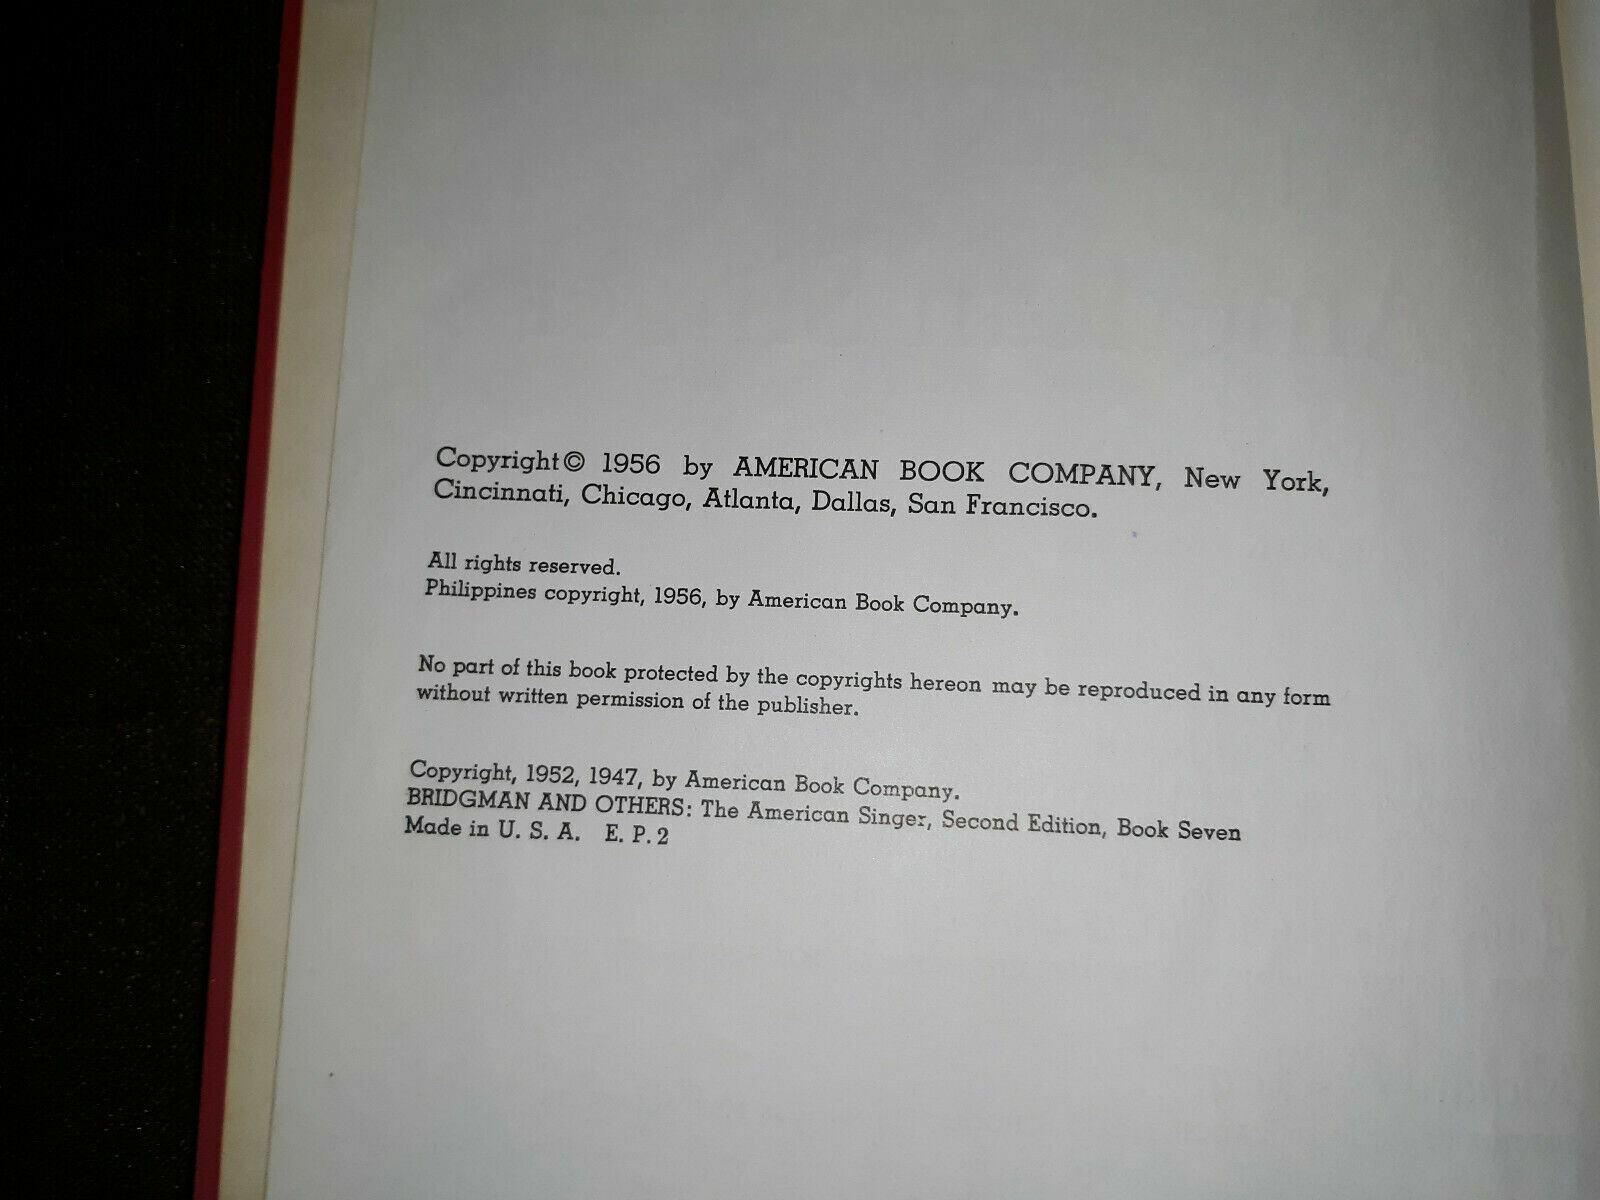 Copyright© 1956 by AMERICAN BOOK COMPANY, New York,
Cincinnati, Chicago, Atlanta, Dallas, San Francisco.
All rights reserved.
Philippines copyright, 1956, by American Book Company.
No part of this book protected by the copyrights hereon may be reproduced in any form
without written permission of the publisher.
Copyright, 1952, 1947, by American Book Company.
BRIDGMAN AND OTHERS: The American Singer, Second Edition, Book Seven
Made in U. S. A. E. P. 2